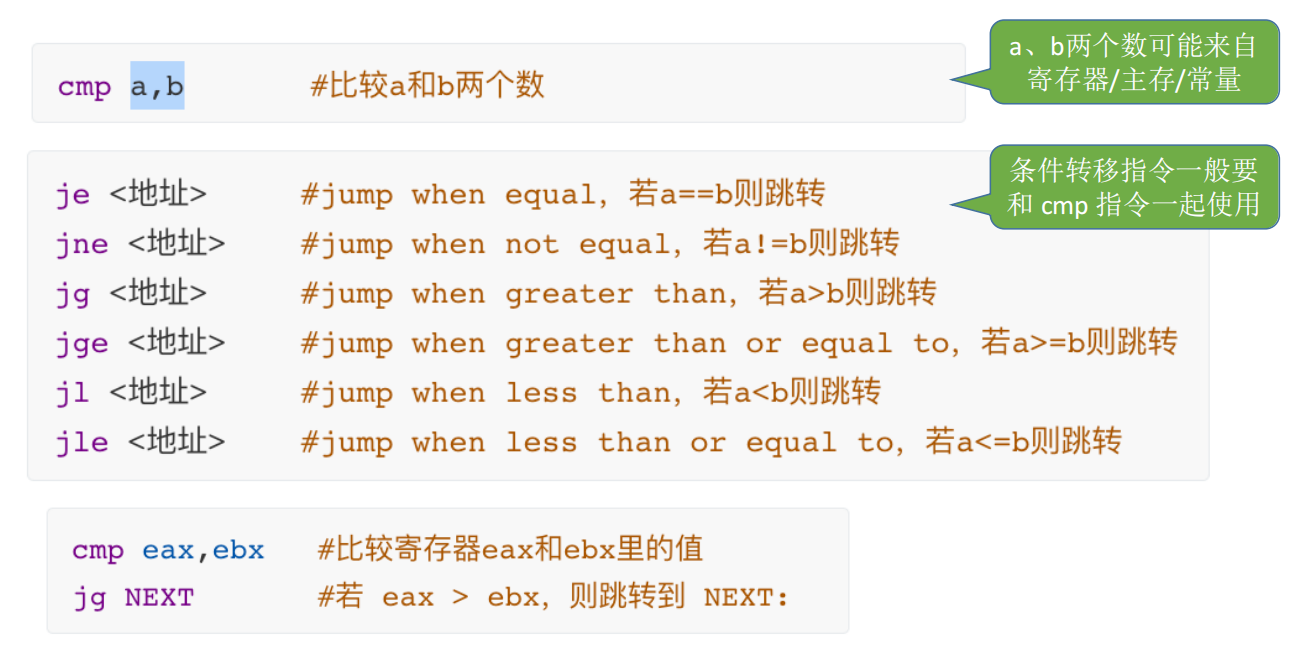 cmp a,b #比较a和b两个数
a、b两个数可能来自
寄存器/主存/常量
je <地址> #jump when equal，若a==b则跳转
jne <地址> #jump when not equal，若a!=b则跳转
jg <地址> #jump when greater than，若a>b则跳转
jge <地址> #jump when greater than or equal to，若a>=b则跳转
jl <地址> #jump when less than，若a<b则跳转
jle <地址> #jump when less than or equal to，若a<=b则跳转
条件转移指令一般要
和 cmp 指令一起使用
cmp eax,ebx #比较寄存器eax和ebx里的值
jg NEXT #若 eax > ebx，则跳转到 NEXT: